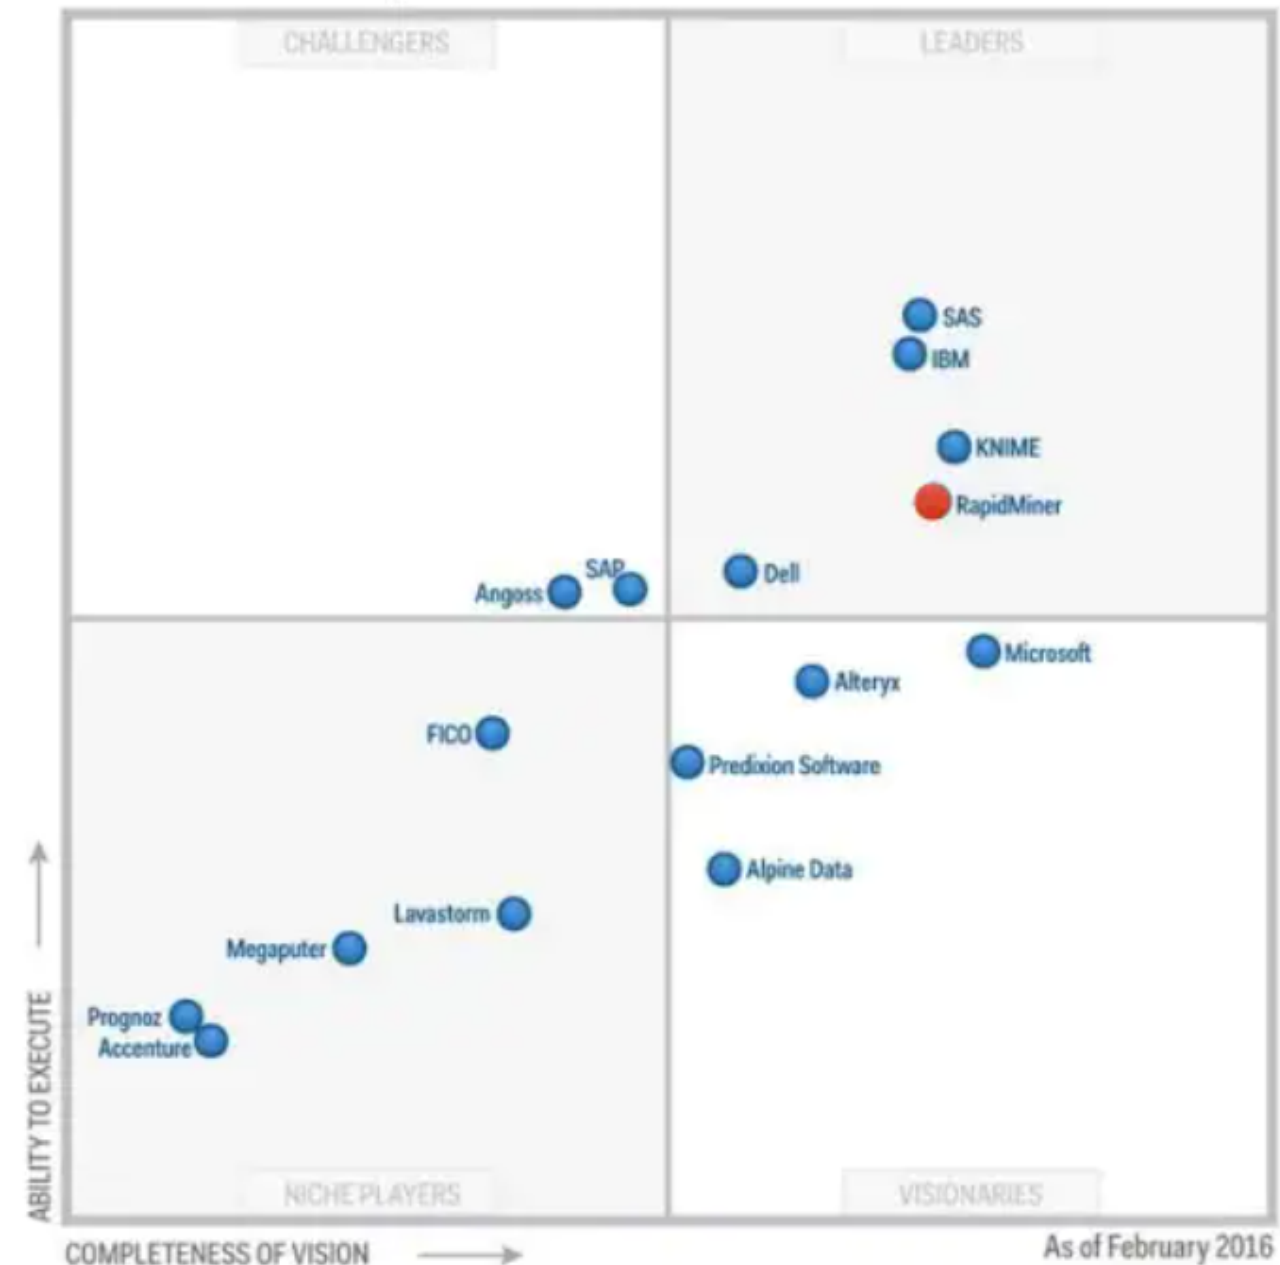 CHALLENGERS
LEADERS
SAS
IBM
KNIME
RapidMiner
SAP
Angoss
Dell
Microsoft
Alteryx
FICO
Predixion Software
Alpine Data
Lavastorm
Megaputer
Prognoz
Accenture
ABILITY TO EXECUTE
NICHE PLAYERS
VISIONARIES
COMPLETENESS OF VISION
As of February 2016